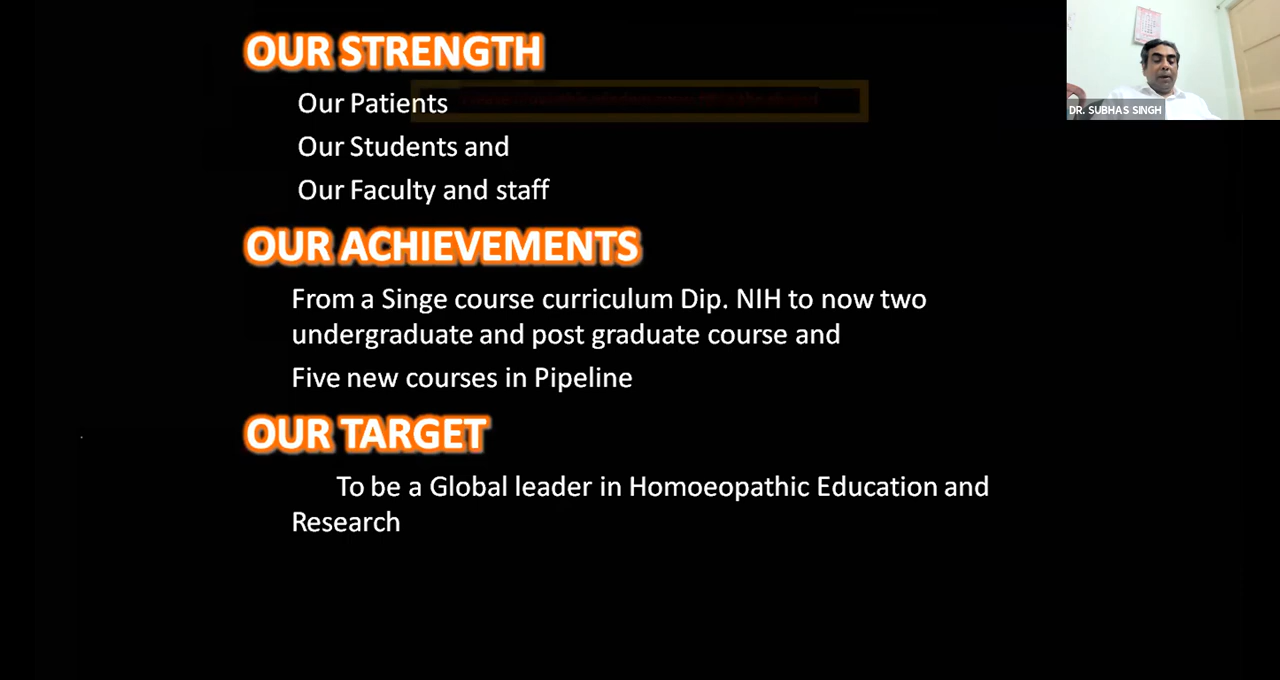 OUR STRENGTH
Our Patients
Our Students and
Our Faculty and staff
OUR ACHIEVEMENTS
From a Singe course curriculum Dip. NIH to now two
undergraduate and post graduate course and
Five new courses in Pipeline
OUR TARGET
To be a Global leader in Homoeopathic Education and
Research
DR. SUBHAS SINGH